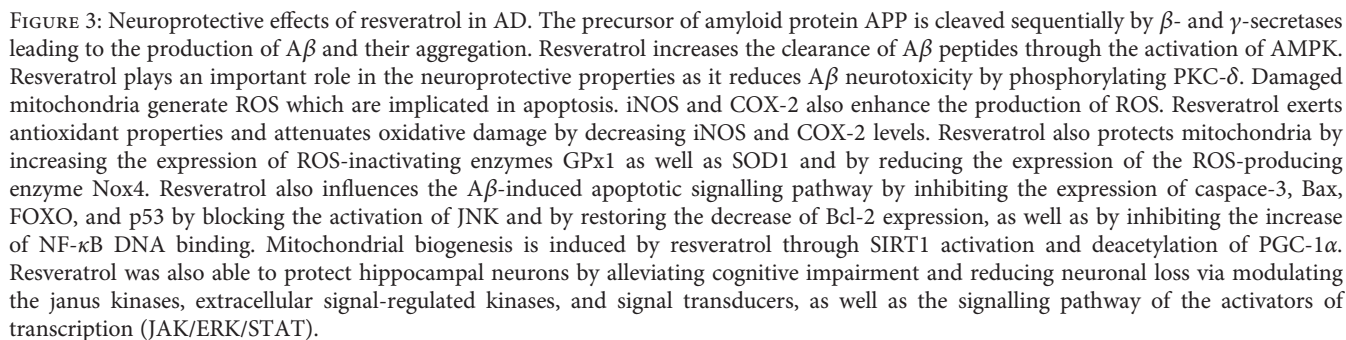 FIGURE 3: Neuroprotective effects of resveratrol in AD. The precursor of amyloid protein APP is cleaved sequentially by β- and γ-secretases
leading to the production of Aβ and their aggregation. Resveratrol increases the clearance of Aβ peptides through the activation of AMPK.
Resveratrol plays an important role in the neuroprotective properties as it reduces Aβ neurotoxicity by phosphorylating PKC-δ. Damaged
mitochondria generate ROS which are implicated in apoptosis. iNOS and COX-2 also enhance the production of ROS. Resveratrol exerts
antioxidant properties and attenuates oxidative damage by decreasing iNOS and COX-2 levels. Resveratrol also protects mitochondria by
increasing the expression of ROS-inactivating enzymes GPx1 as well as SOD1 and by reducing the expression of the ROS-producing
enzyme Nox4. Resveratrol also influences the Aβ-induced apoptotic signalling pathway by inhibiting the expression of caspace-3, Bax,
FOXO, and p53 by blocking the activation of JNK and by restoring the decrease of Bcl-2 expression, as well as by inhibiting the increase
of NF-κB DNA binding. Mitochondrial biogenesis is induced by resveratrol through SIRT1 activation and deacetylation of PGC-1α.
Resveratrol was also able to protect hippocampal neurons by alleviating cognitive impairment and reducing neuronal loss via modulating
the janus kinases, extracellular signal-regulated kinases, and signal transducers, as well as the signalling pathway of the activators of
transcription (JAK/ERK/STAT).